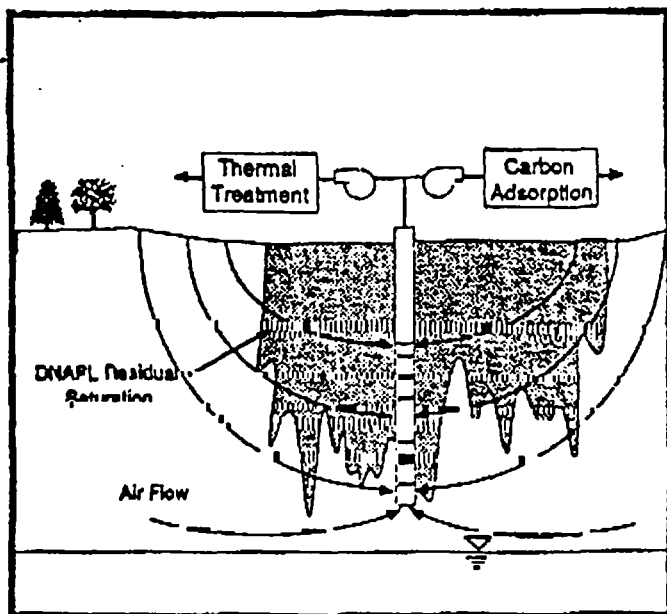 Thermal
Treatment
Carbon
Adsorption
DNAPL Residual
Saturation
Air Flow